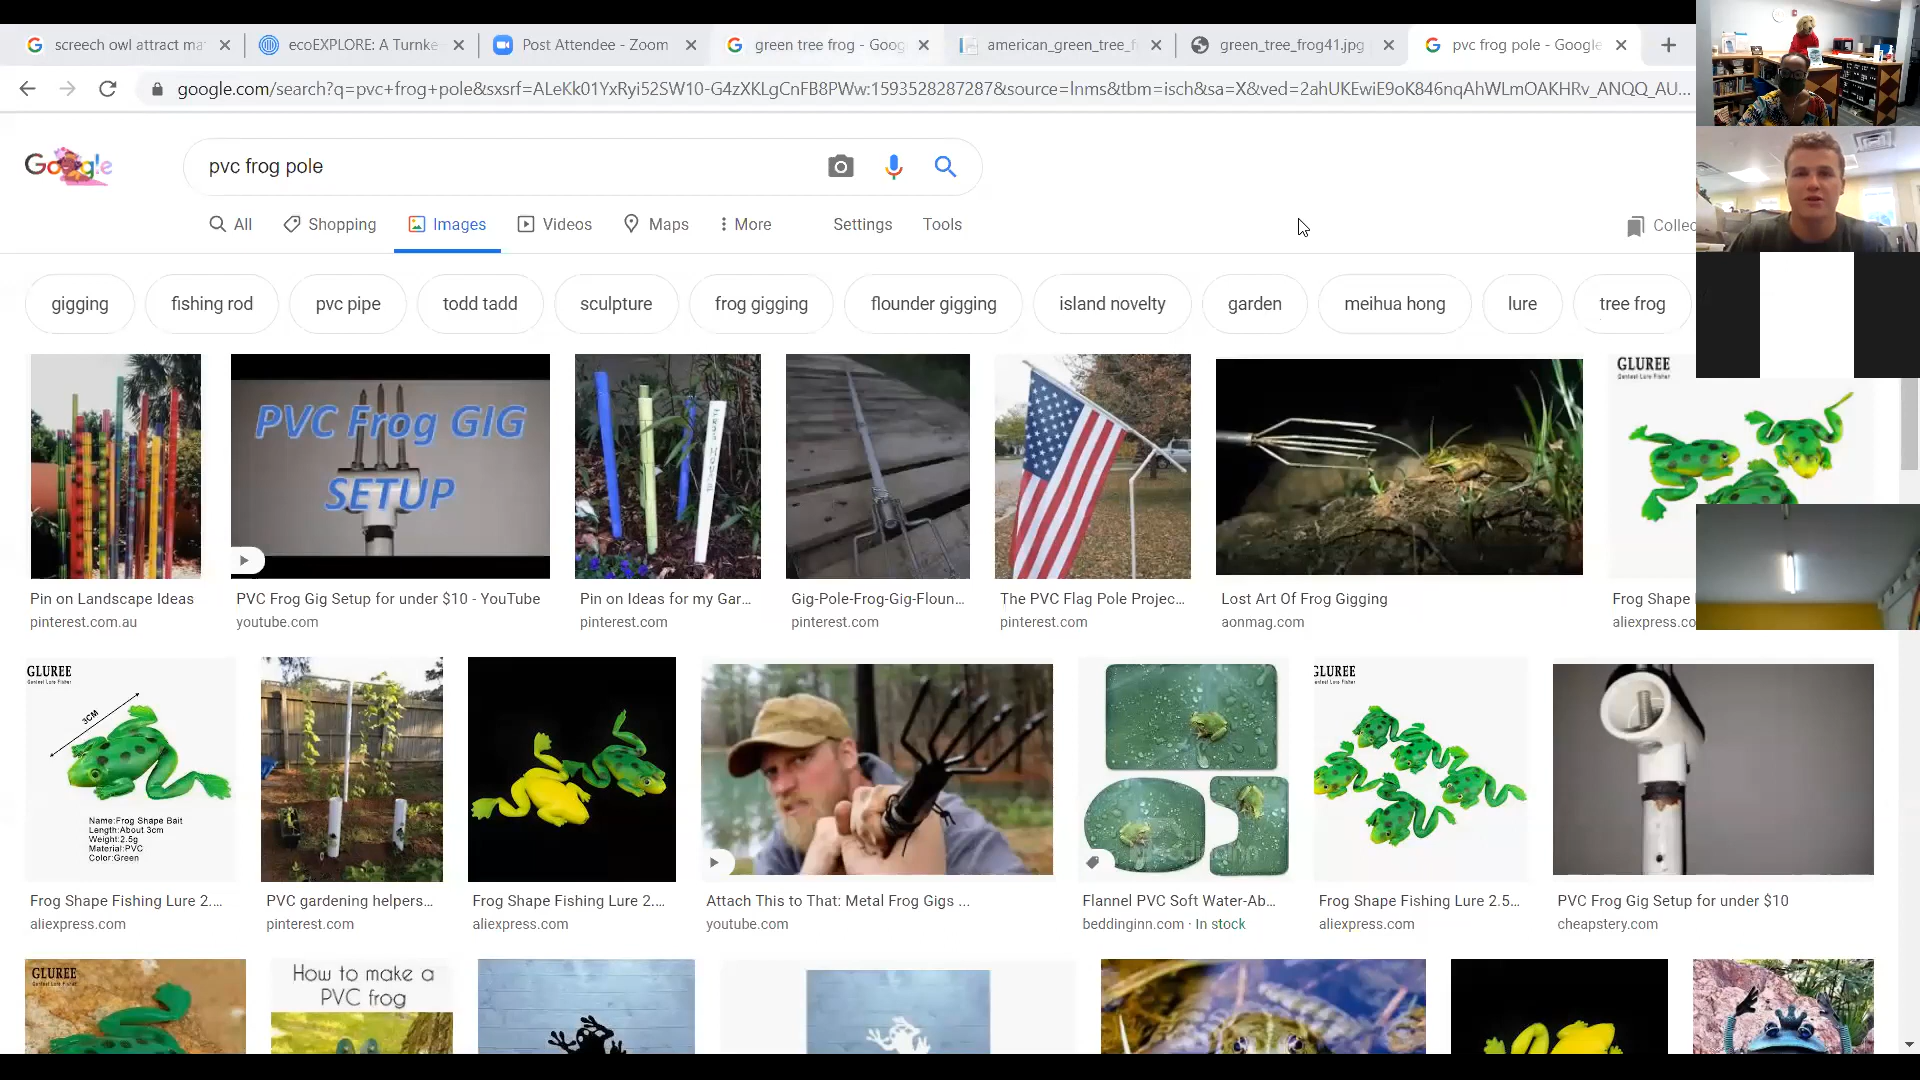 screech owl attract ma
ecoEXPLORE: A Turnke
Post Attendee - Zoom
green tree frog - Goog
american_green_tree_f
green_tree_frog41.jpg
pvc frog pole - Google
google.com/search?q=pvc+frog+pole&sxsrf=ALeKk01YxRyi52SW10-G4zXKLgCnFB8PWw:1593528287287&source=lnms&tbm=isch&sa=X&ved=2ahUKEwiE9oK846nqAhWLmOAKHRv_ANQQ_AU...
Google
pvc frog pole
All
Shopping
Images
Videos
Maps
More
Settings
Tools
Collec
gigging
fishing rod
pvc pipe
todd tadd
sculpture
frog gigging
flounder gigging
island novelty
garden
meihua hong
lure
tree frog
PVC Frog GIG
SETUP
FROG HOUSE
GLUREE
Pin on Landscape Ideas
pinterest.com.au
PVC Frog Gig Setup for under $10 - YouTube
youtube.com
Pin on Ideas for my Gar...
pinterest.com
Gig-Pole-Frog-Gig-Floun...
pinterest.com
The PVC Flag Pole Projec...
pinterest.com
Lost Art Of Frog Gigging
aonmag.com
Frog Shape
aliexpress.co
GLUREE
3CM
Name:Frog Shape Bait
Length:About 3cm
Weight:2.5g
Material:PVC
Color:Green
GLUREE
Frog Shape Fishing Lure 2....
aliexpress.com
PVC gardening helpers...
pinterest.com
Frog Shape Fishing Lure 2....
aliexpress.com
Attach This to That: Metal Frog Gigs ...
youtube.com
Flannel PVC Soft Water-Ab...
beddinginn.com · In stock
Frog Shape Fishing Lure 2.5...
aliexpress.com
PVC Frog Gig Setup for under $10
cheapstery.com
GLUREE
How to make a
PVC frog